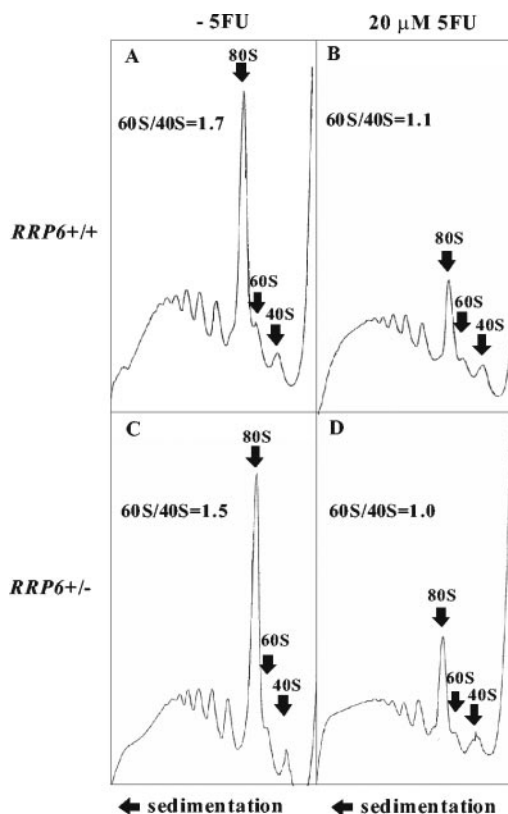 - 5FU
20 µM 5FU
A
80S
60S/40S=1.7
60S
40S
B
60S/40S=1.1
80S
60S
40S
RRP6+/+
C
80S
60S/40S=1.5
60S
40S
D
60S/40S=1.0
80S
60S
40S
RRP6+/-
sedimentation
sedimentation